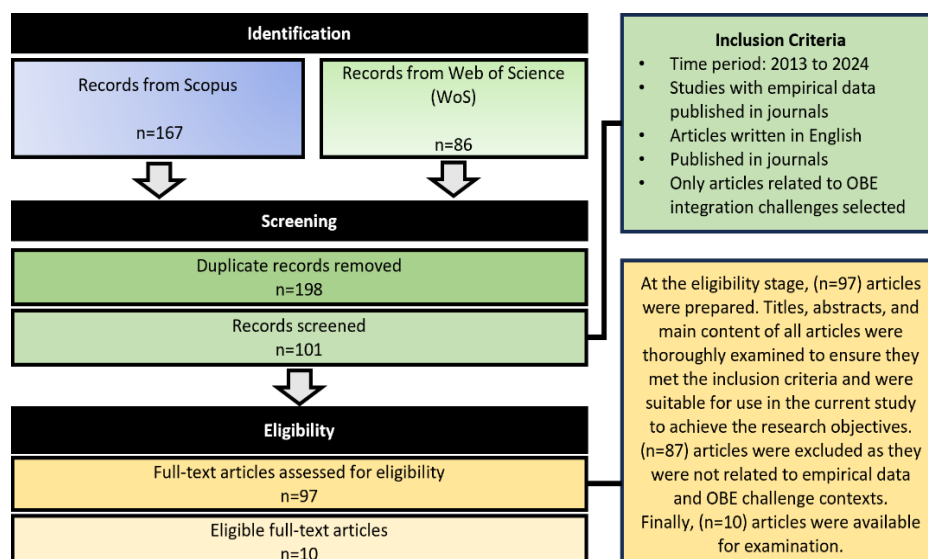 Identification
Records from Scopus
n=167
Records from Web of Science
(WoS)
n=86
Screening
Duplicate records removed
n=198
Records screened
n=101
Eligibility
Full-text articles assessed for eligibility
n=97
Eligible full-text articles
n=10
Inclusion Criteria
• Time period: 2013 to 2024
• Studies with empirical data
published in journals
• Articles written in English
• Published in journals
• Only articles related to OBE
integration challenges selected
At the eligibility stage, (n=97) articles
were prepared. Titles, abstracts, and
main content of all articles were
thoroughly examined to ensure they
met the inclusion criteria and were
suitable for use in the current study
to achieve the research objectives.
(n=87) articles were excluded as they
were not related to empirical data
and OBE challenge contexts.
Finally, (n=10) articles were available
for examination.